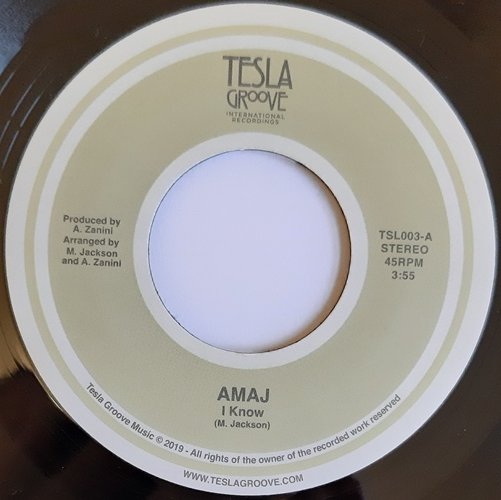 TESLA
GROOVE
INTERNATIONAL
RECORDINGS
Produced by
A. Zanini
Arranged by
M. Jackson
and A. Zanini
TSL003-A
STEREO
45RPM
3:55
AMAJ
I Know
(M. Jackson)
Tesla Groove Music © 2019 - All rights of the owner of the recorded work reserved
WWW.TESLAGROOVE.COM